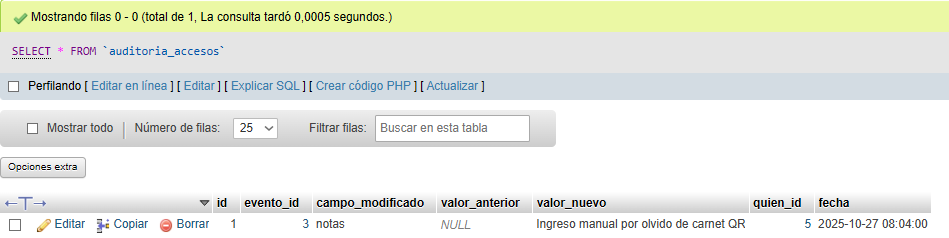 Mostrando filas 0 - 0 (total de 1, La consulta tardó 0,0005 segundos.)
SELECT * FROM `auditoria_accesos`
Perfilando [ Editar en línea ] [ Editar ] [ Explicar SQL ] [ Crear código PHP ] [ Actualizar ]
Mostrar todo Número de filas: 25 Filtrar filas: Buscar en esta tabla
Opciones extra
←T→ id evento_id campo_modificado valor_anterior valor_nuevo quien_id fecha
Editar Copiar Borrar 1 3 notas NULL Ingreso manual por olvido de carnet QR 5 2025-10-27 08:04:00